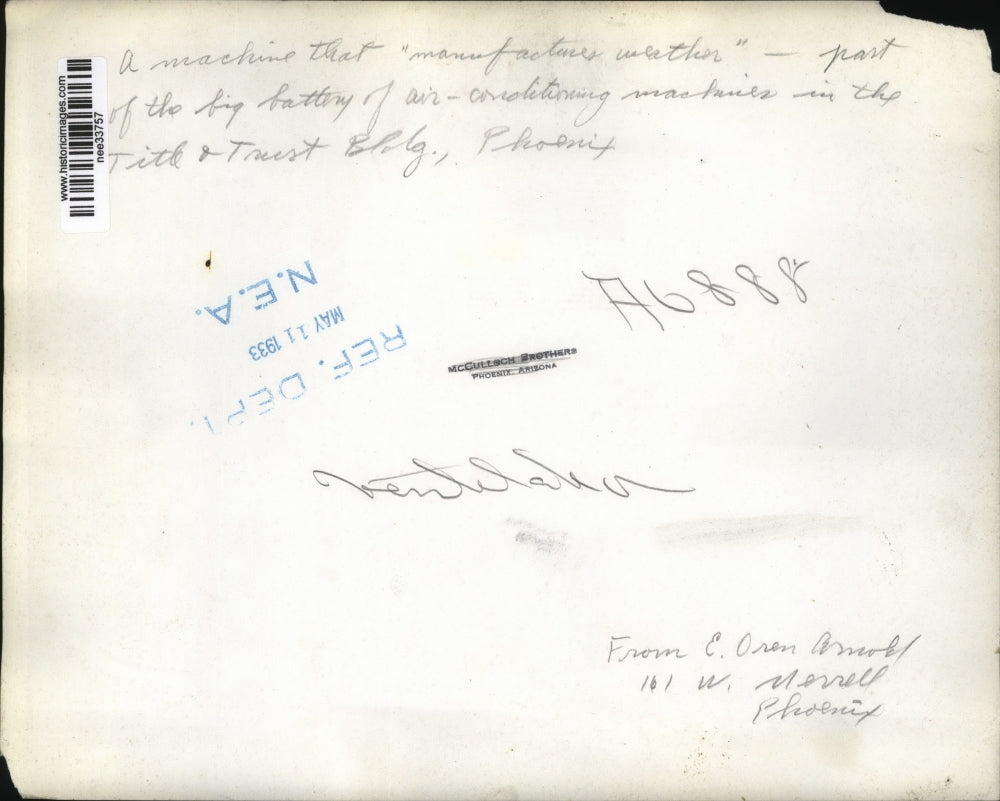 A machine that "manufactures weather" — part
of the big battery of air-conditioning machines in the
Title & Trust Bldg., Phoenix
www.historicimages.com
nee33757
N.E.A.
MAY 11 1933
REF. DEPT.
A6888
McCULLOCH BROTHERS
PHOENIX, ARIZONA
Ventilation
From E. Oren Arnold
161 W. Merrell
Phoenix